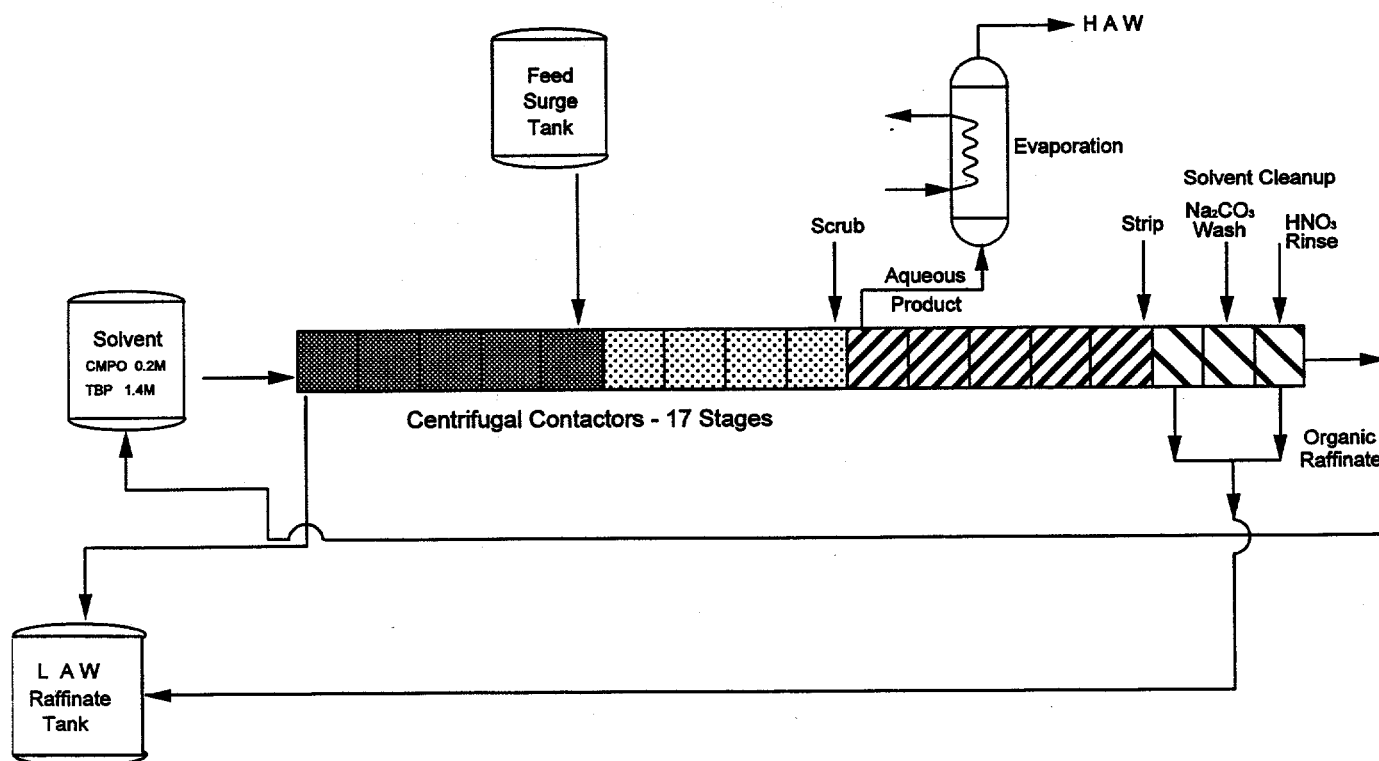 H A W
Feed
Surge
Tank
Evaporation
Solvent Cleanup
Na₂CO₃
Wash
HNO₃
Rinse
Scrub
Strip
Aqueous
Product
Solvent
CMPO 0.2M
TBP 1.4M
Centrifugal Contactors - 17 Stages
Organic
Raffinate
L A W
Raffinate
Tank